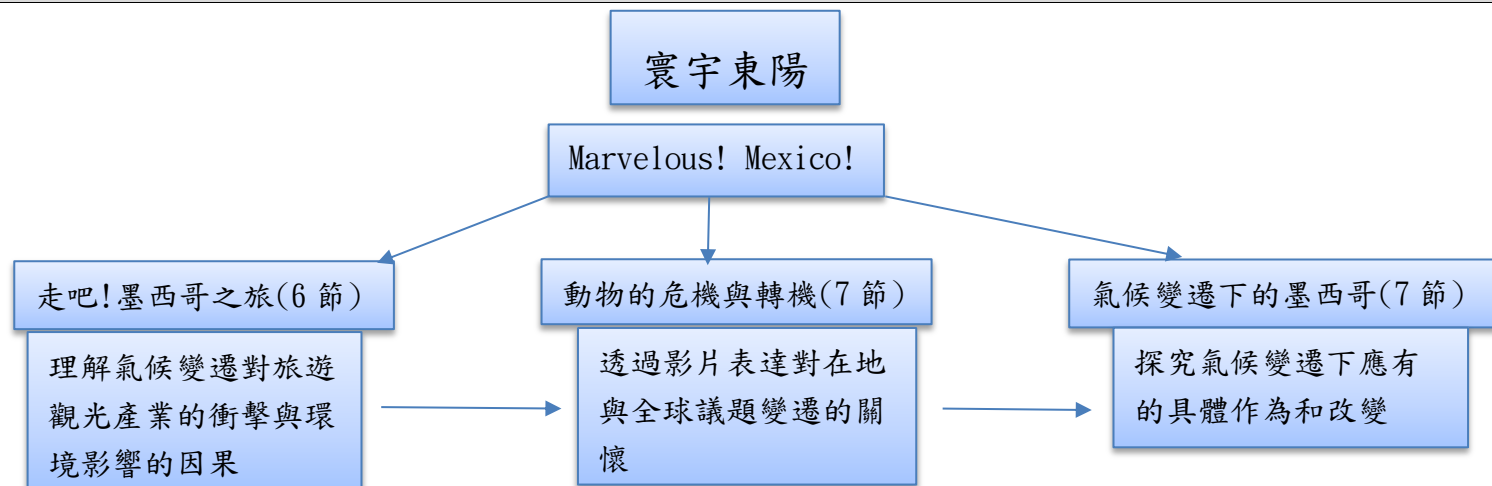 寰宇東陽
Marvelous! Mexico!
走吧!墨西哥之旅(6 節)
理解氣候變遷對旅遊
觀光產業的衝擊與環
境影響的因果
動物的危機與轉機(7 節)
透過影片表達對在地
與全球議題變遷的關
懷
氣候變遷下的墨西哥(7 節)
探究氣候變遷下應有
的具體作為和改變